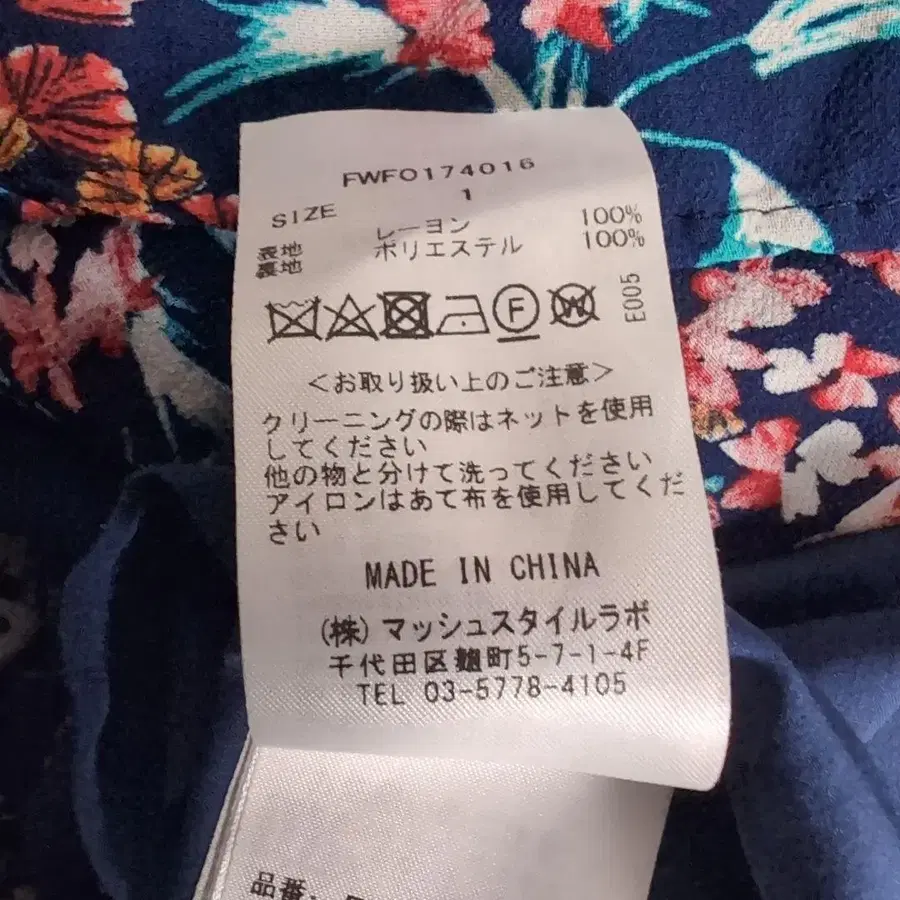 FWFO174016
SIZE 1
表地 レーヨン 100%
裏地 ポリエステル 100%
F W
E005
<お取り扱い上のご注意>
クリーニングの際はネットを使用
してください
他の物と分けて洗ってください
アイロンはあて布を使用してくだ
さい
MADE IN CHINA
(株)マッシュスタイルラボ
千代田区麹町5-7-1-4F
TEL 03-5778-4105
品番: